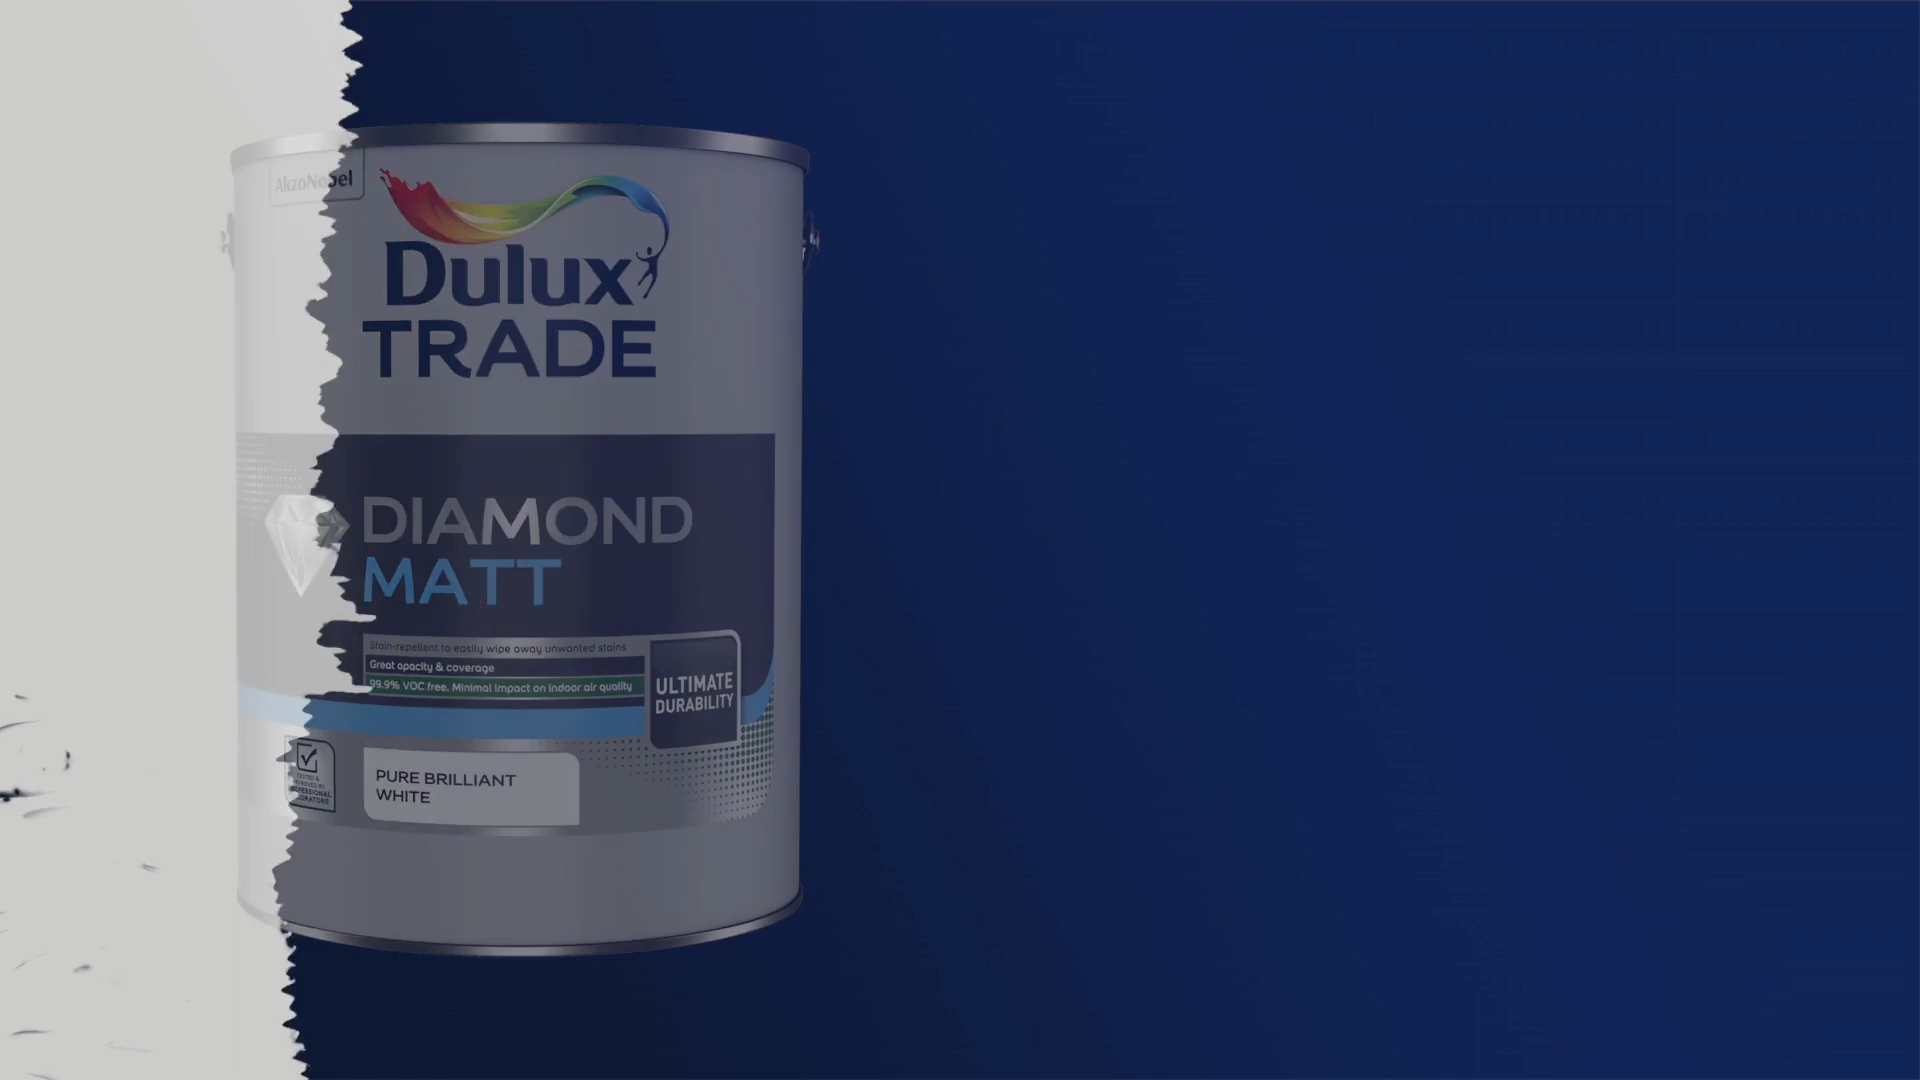 AkzoNobel
Dulux
TRADE
DIAMOND
MATT
Stain-repellent to easily wipe away unwanted stains
Great opacity & coverage
99.9% VOC free. Minimal impact on indoor air quality
ULTIMATE
DURABILITY
TESTED &
PURE BRILLIANT
WHITE